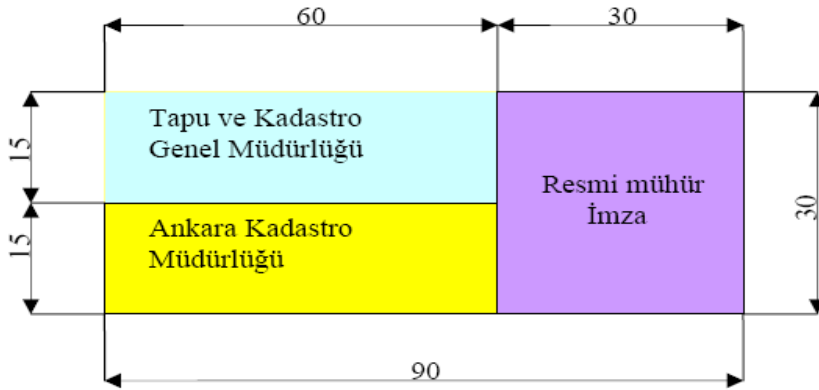 60
30
15
Tapu ve Kadastro
Genel Müdürlüğü
Resmi mühür
İmza
30
15
Ankara Kadastro
Müdürlüğü
90